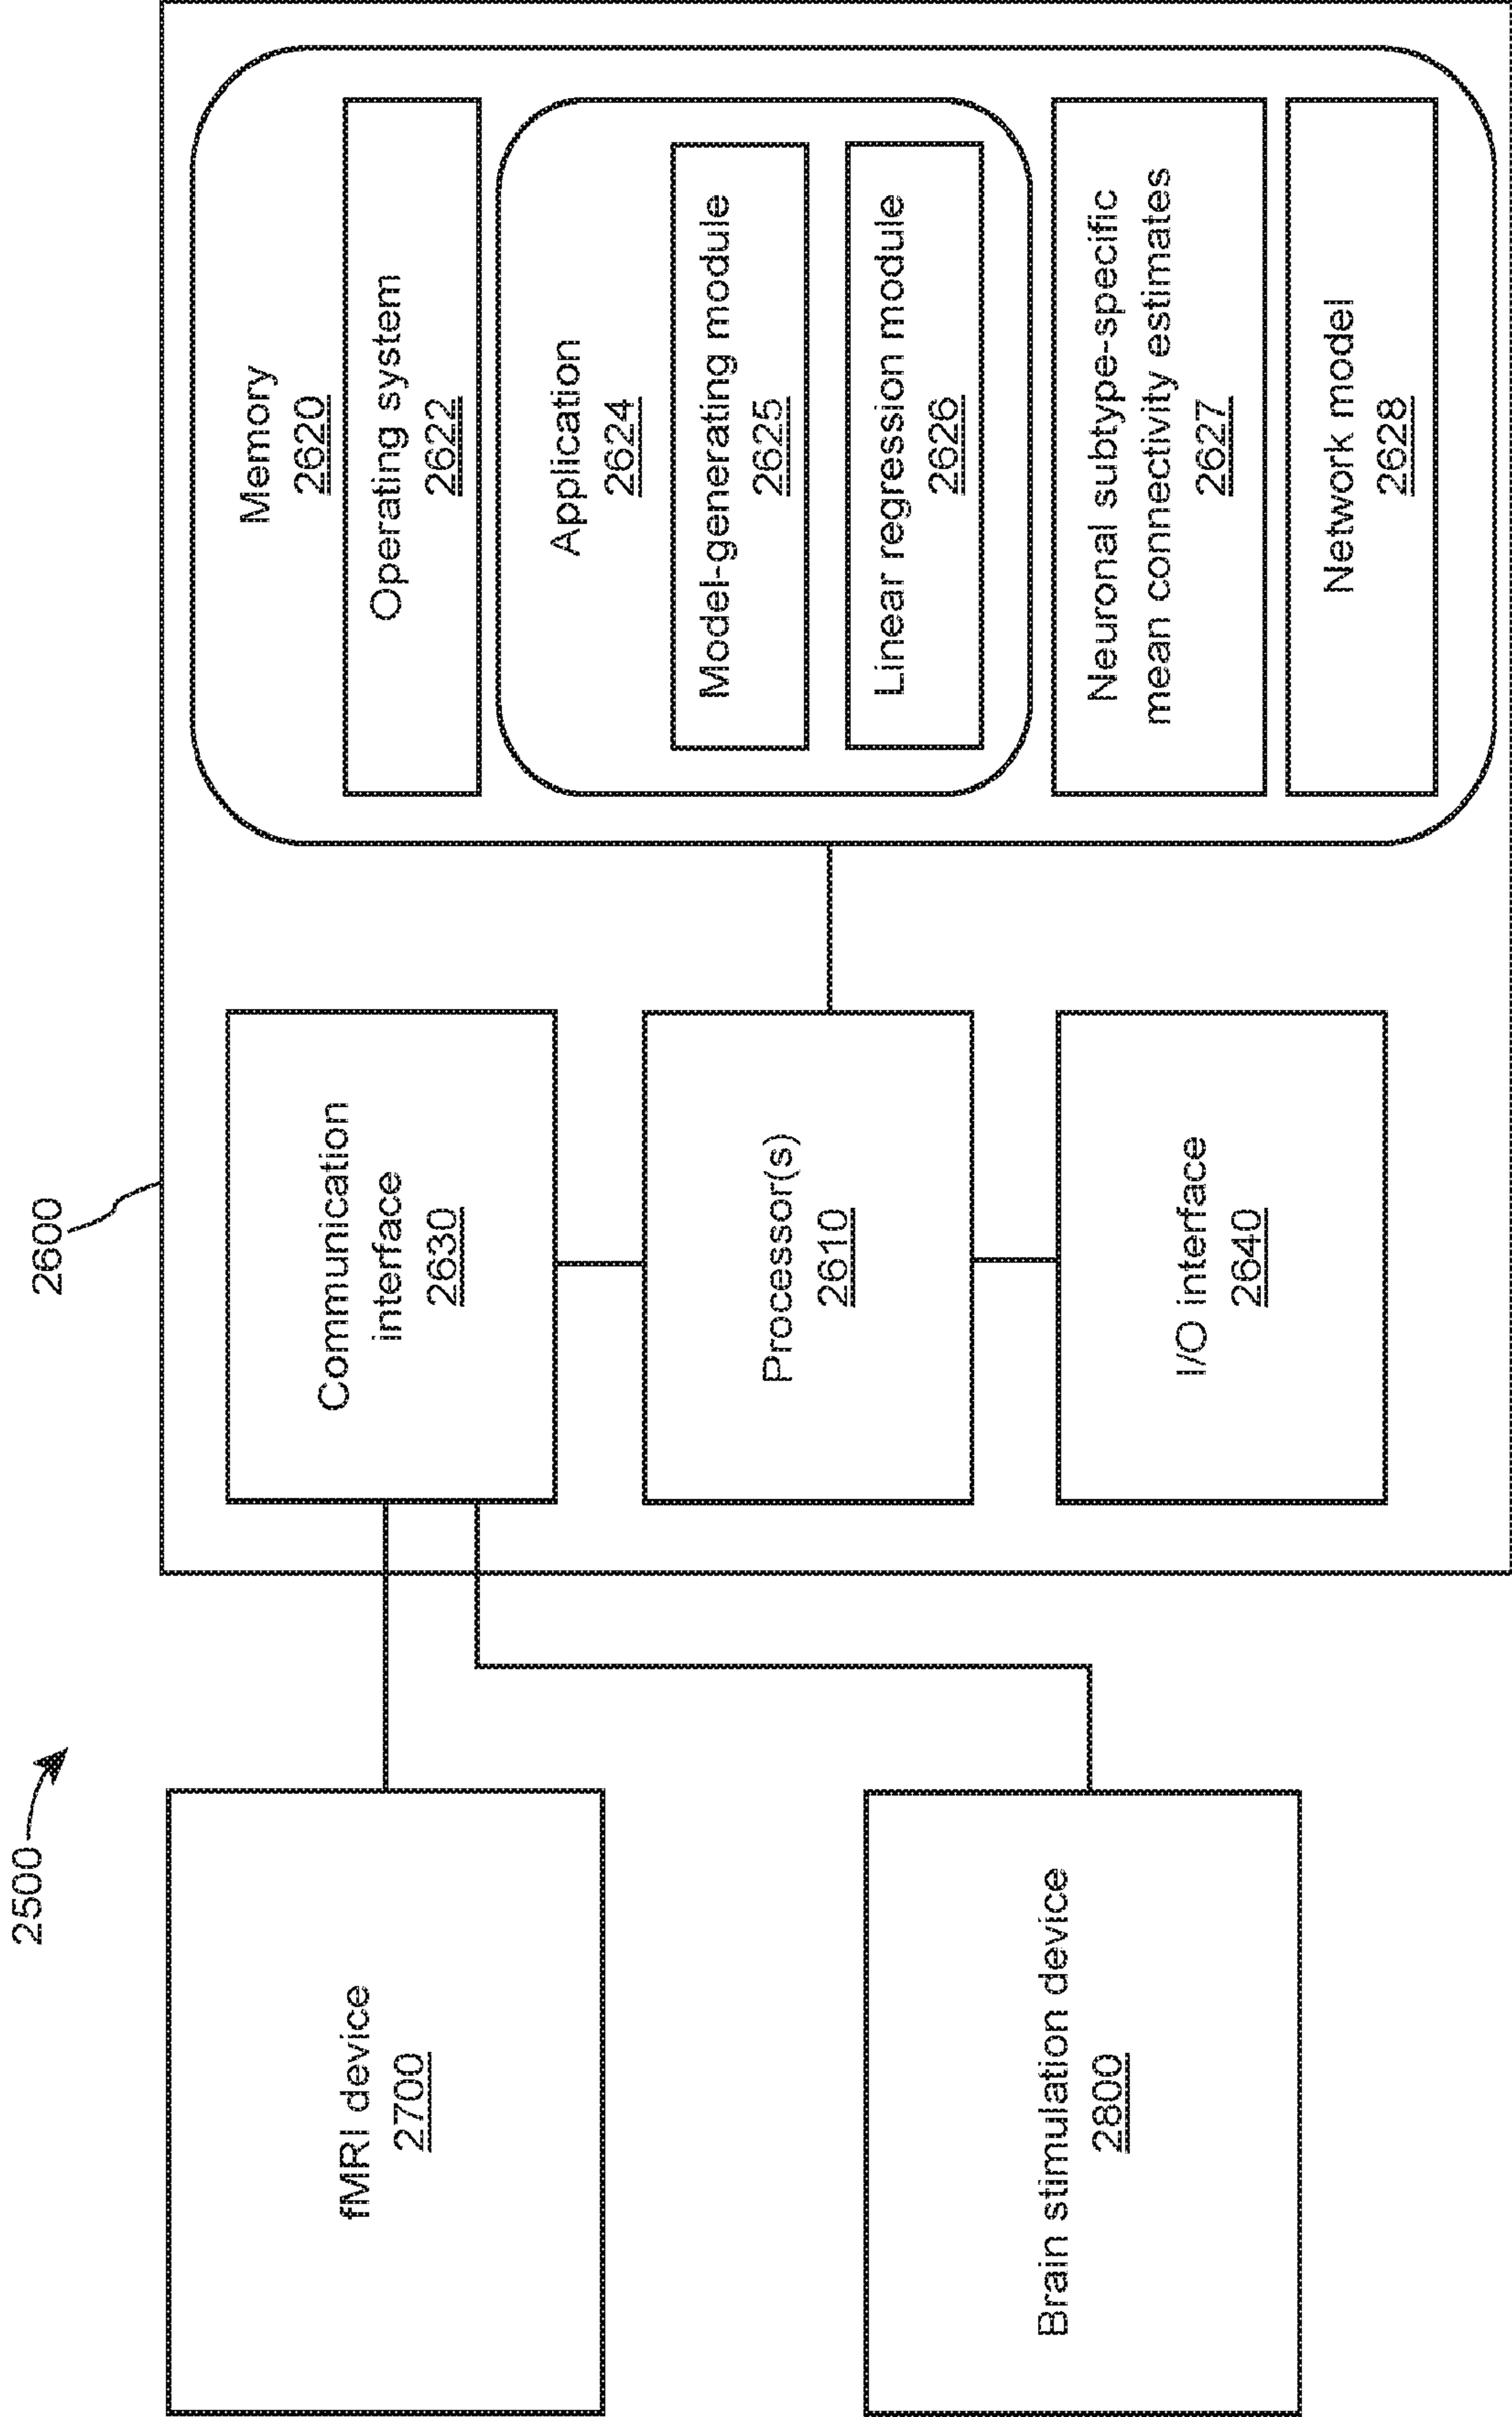 2500
2600
fMRI device
2700
Brain stimulation device
2800
Communication
interface
2630
Processor(s)
2610
I/O interface
2640
Memory
2620
Operating system
2622
Application
2624
Model-generating module
2625
Linear regression module
2626
Neuronal subtype-specific
mean connectivity estimates
2627
Network model
2628